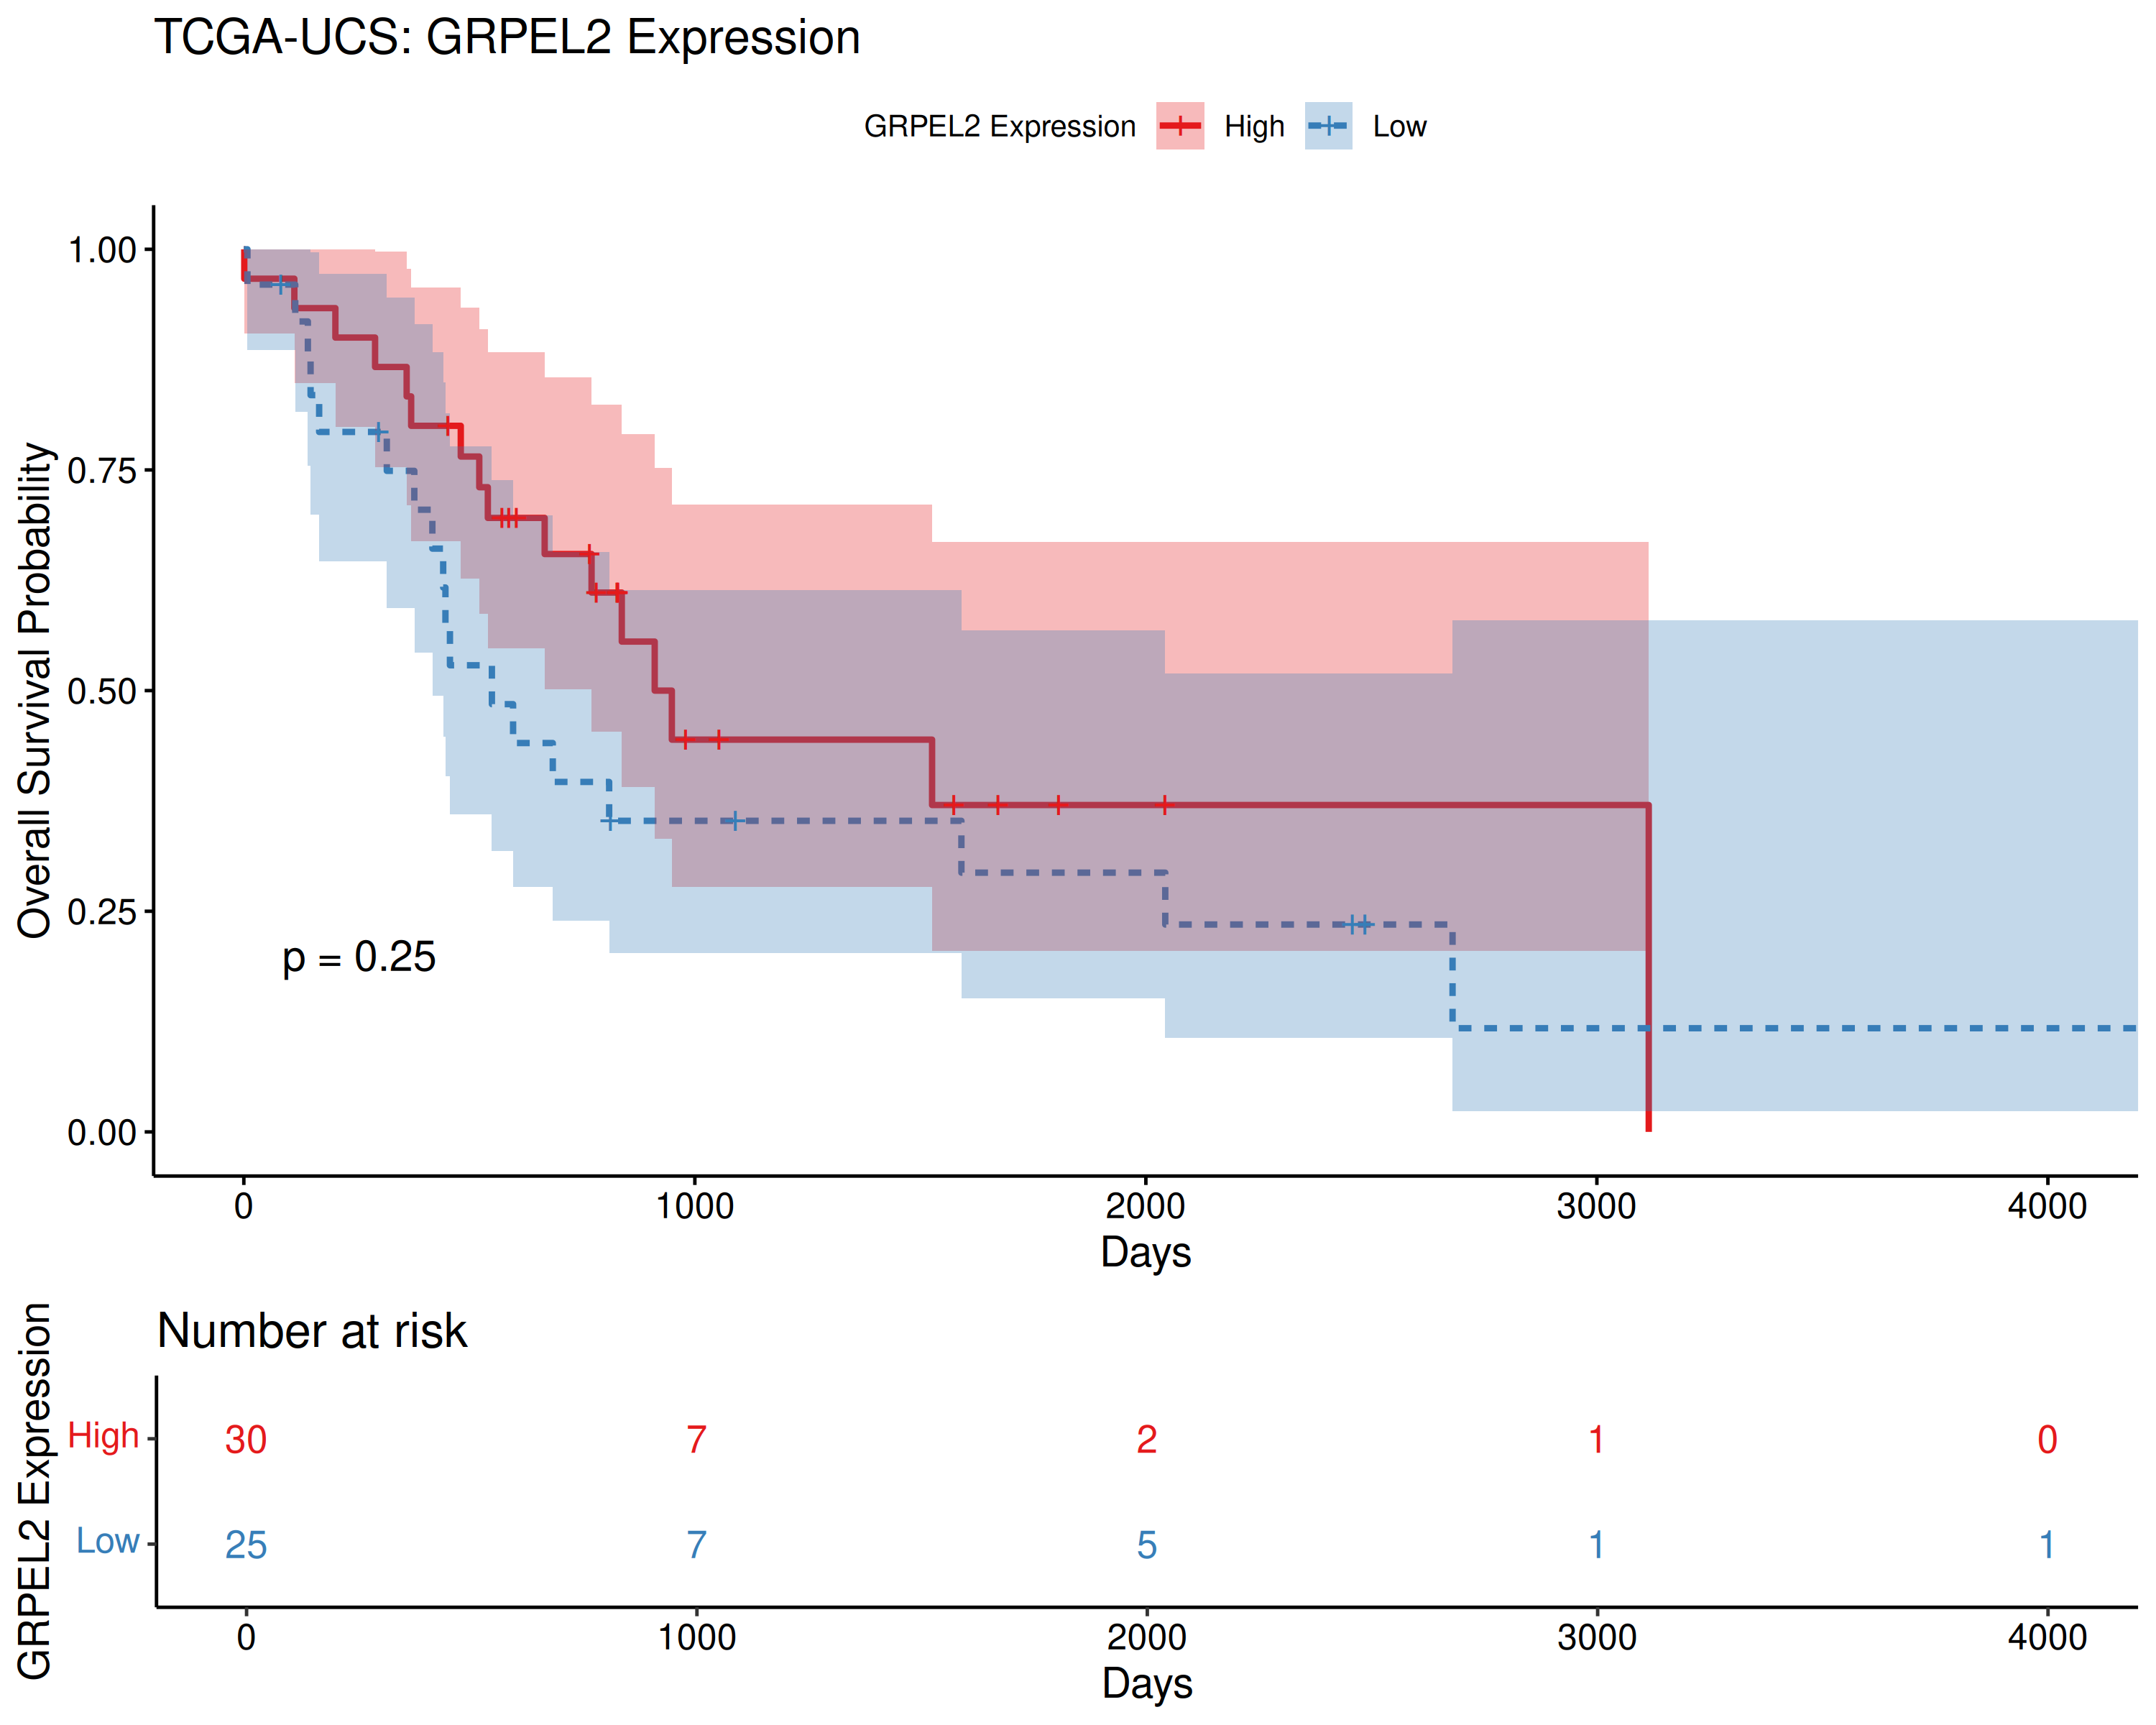 TCGA-UCS: GRPEL2 Expression
GRPEL2 Expression High Low
Overall Survival Probability
1.00
0.75
0.50
0.25
0.00
p = 0.25
0 1000 2000 3000 4000
Days
Number at risk
GRPEL2 Expression
High 30 7 2 1 0
Low 25 7 5 1 1
0 1000 2000 3000 4000
Days